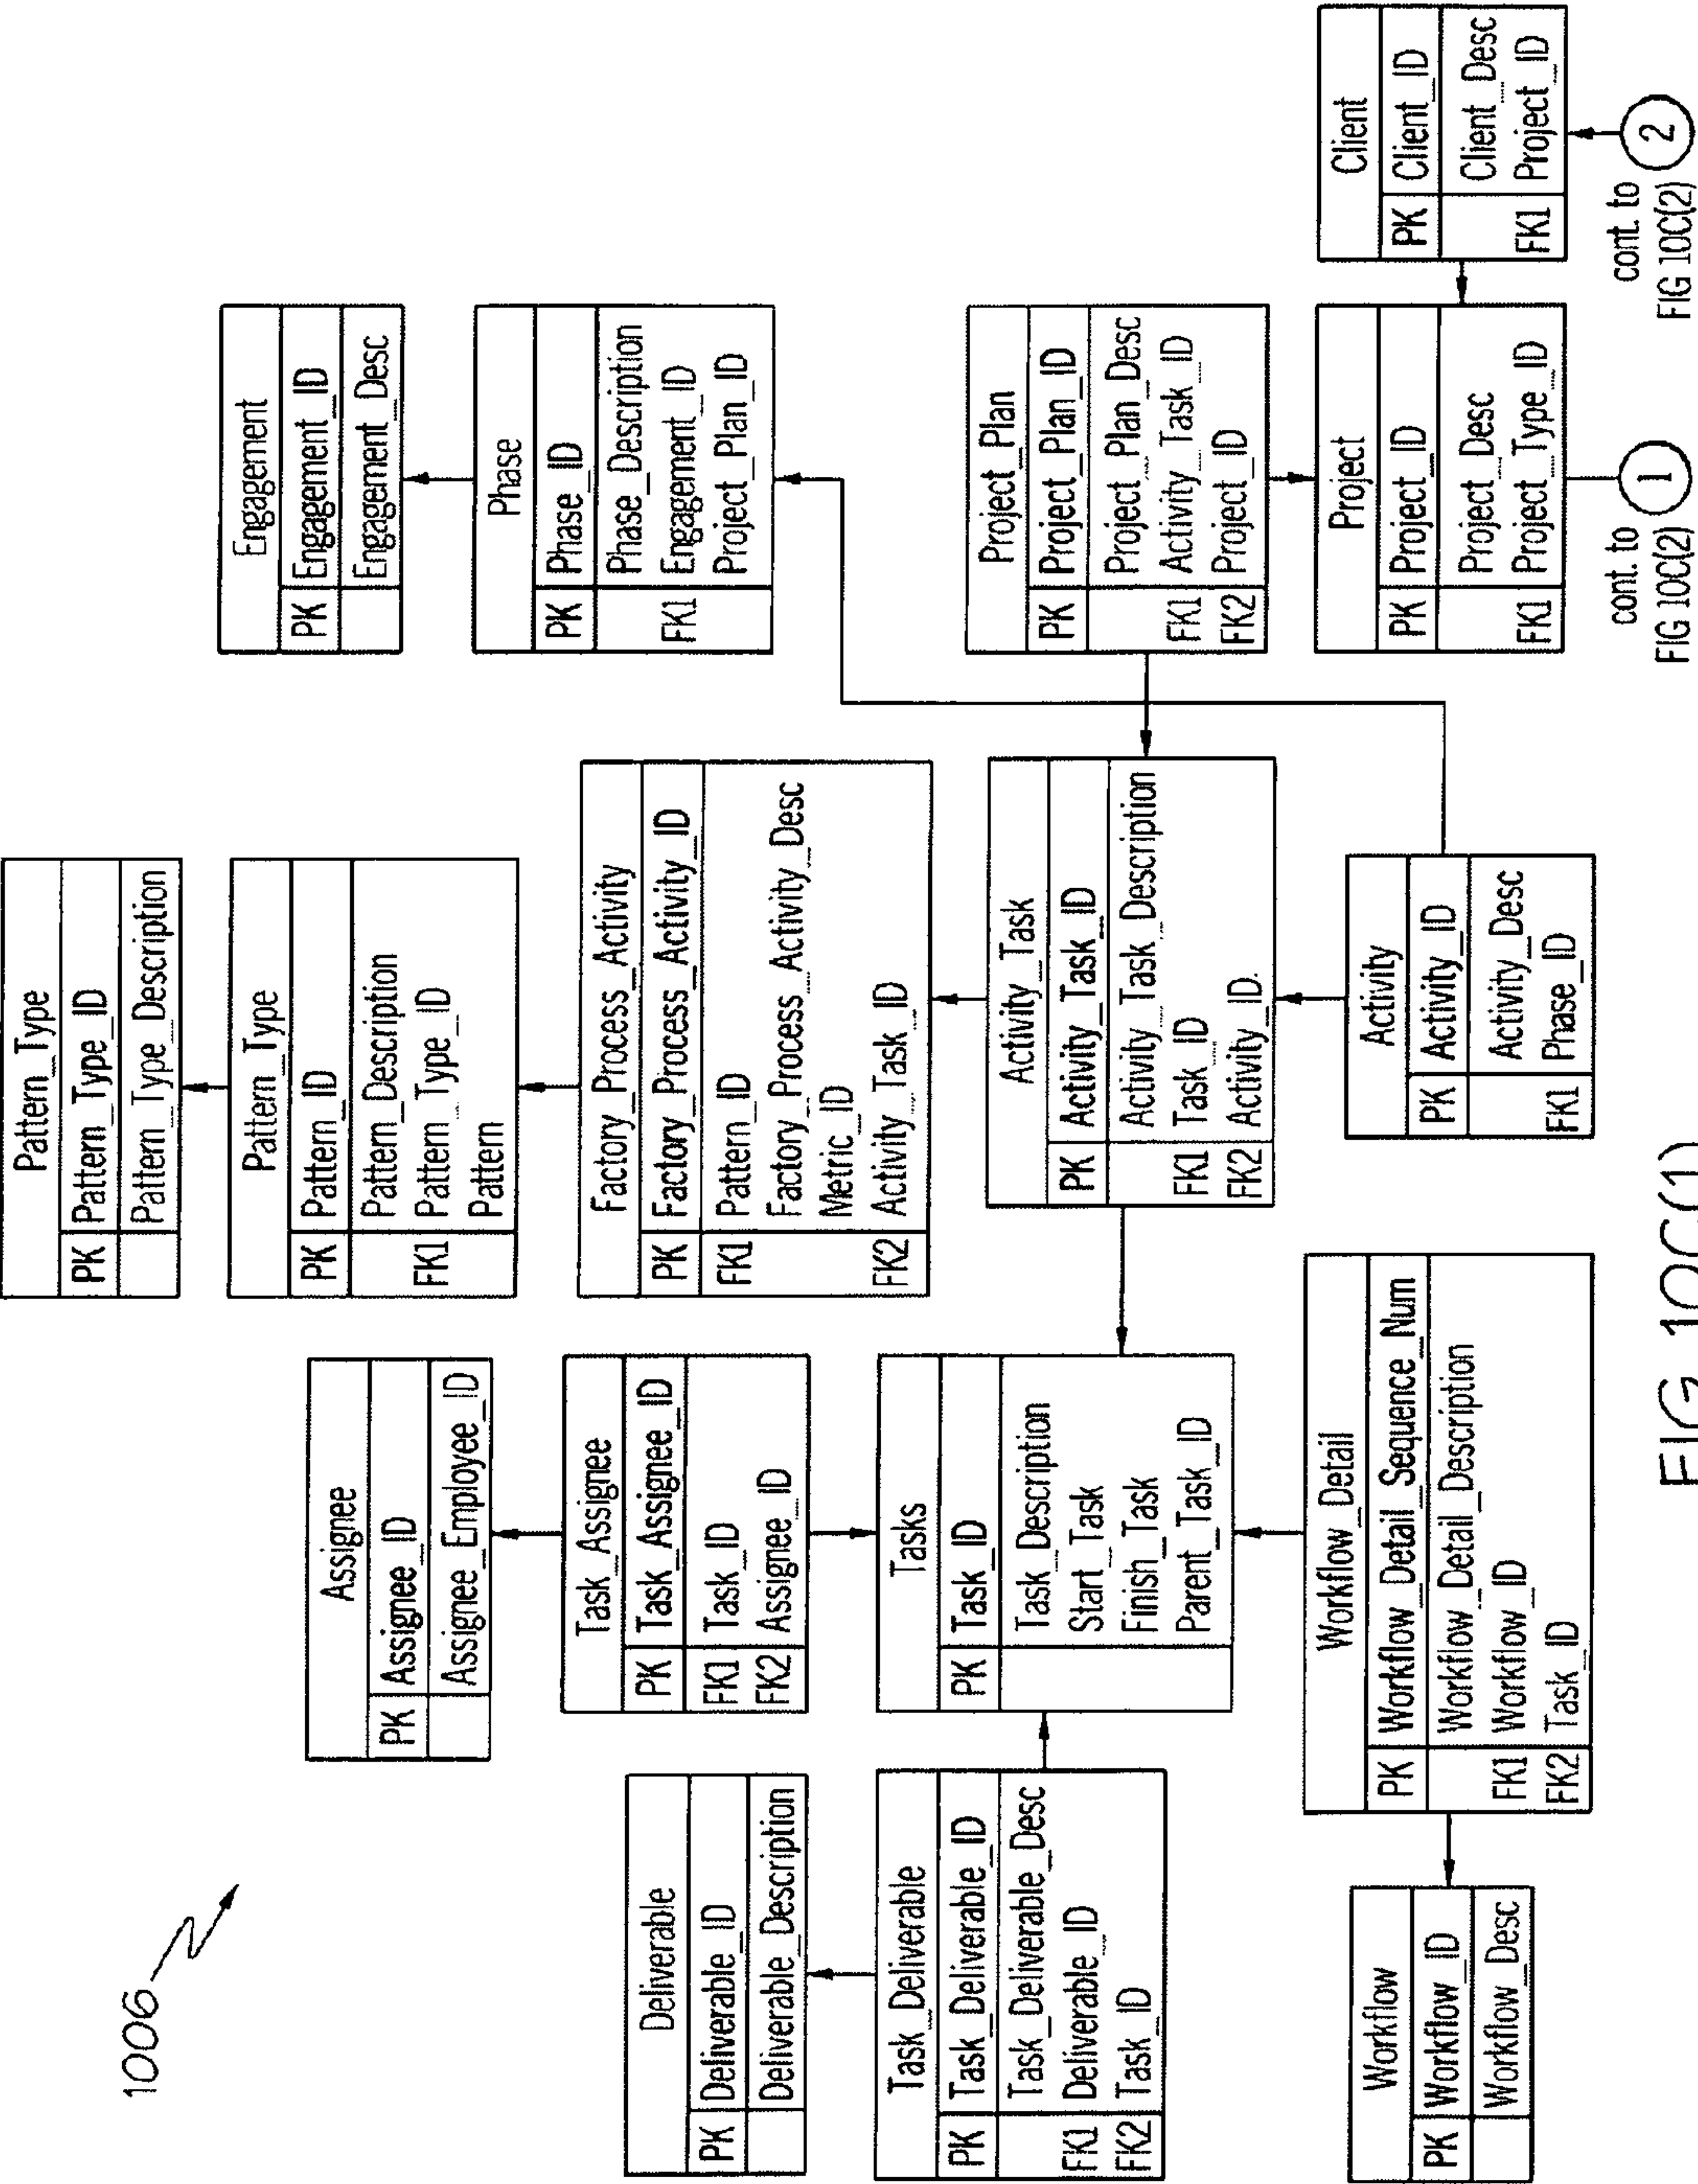 1006
Pattern_Type
PK Pattern_Type_ID
Pattern_Type_Description
Pattern_Type
PK Pattern_ID
Pattern_Description
FK1 Pattern_Type_ID
Pattern
Engagement
PK Engagement_ID
Engagement_Desc
Assignee
PK Assignee_ID
Assignee_Employee_ID
Phase
PK Phase_ID
Phase_Description
FK1 Engagement_ID
Project_Plan_ID
Factory_Process_Activity
PK Factory_Process_Activity_ID
FK1 Pattern_ID
Factory_Process_Activity_Desc
Metric_ID
FK2 Activity_Task_ID
Task_Assignee
PK Task_Assignee_ID
FK1 Task_ID
FK2 Assignee_ID
Deliverable
PK Deliverable_ID
Deliverable_Description
Task_Deliverable
PK Task_Deliverable_ID
Task_Deliverable_Desc
FK1 Deliverable_ID
FK2 Task_ID
Tasks
PK Task_ID
Task_Description
Start_Task
Finish_Task
Parent_Task_ID
Activity_Task
PK Activity_Task_ID
Activity_Task_Description
FK1 Task_ID
FK2 Activity_ID
Project_Plan
PK Project_Plan_ID
Project_Plan_Desc
FK1 Activity_Task_ID
FK2 Project_ID
Workflow
PK Workflow_ID
Workflow_Desc
Workflow_Detail
PK Workflow_Detail_Sequence_Num
Workflow_Detail_Description
FK1 Workflow_ID
FK2 Task_ID
Activity
PK Activity_ID
Activity_Desc
FK1 Phase_ID
Project
PK Project_ID
Project_Desc
FK1 Project_Type_ID
Client
PK Client_ID
Client_Desc
FK1 Project_ID
cont. to
FIG 10C(2)
1
cont. to
FIG 10C(2)
2
FIG 10C(1)